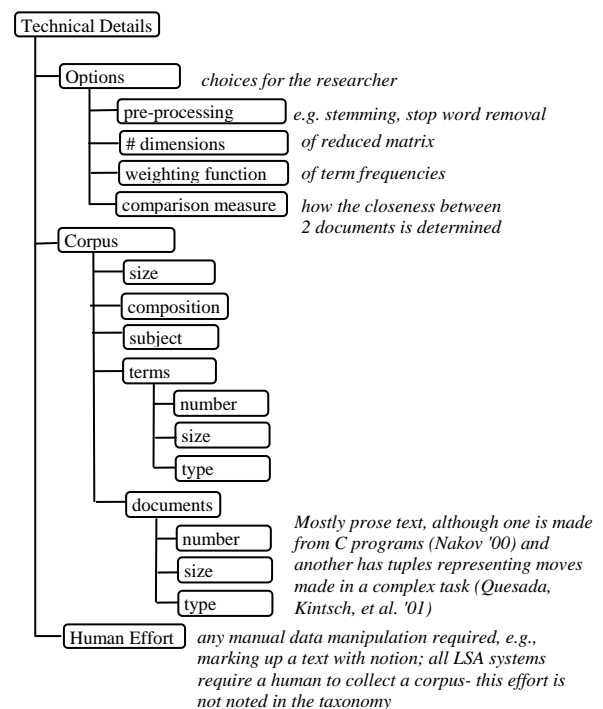 Technical Details
Options choices for the researcher
pre-processing e.g. stemming, stop word removal
# dimensions of reduced matrix
weighting function of term frequencies
comparison measure how the closeness between
2 documents is determined
Corpus
size
composition
subject
terms
number
size
type
documents
number
size
type
Mostly prose text, although one is made
from C programs (Nakov '00) and
another has tuples representing moves
made in a complex task (Quesada,
Kintsch, et al. '01)
Human Effort any manual data manipulation required, e.g.,
marking up a text with notion; all LSA systems
require a human to collect a corpus- this effort is
not noted in the taxonomy